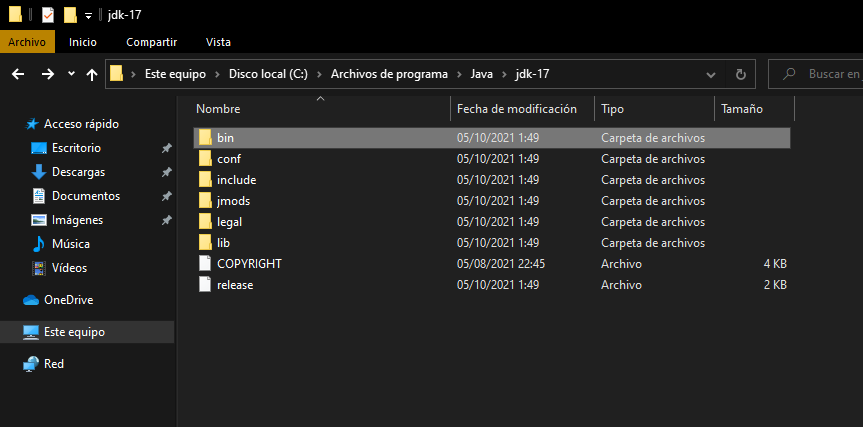 jdk-17
Archivo Inicio Compartir Vista
Este equipo Disco local (C:) Archivos de programa Java jdk-17 Buscar en j
Nombre Fecha de modificación Tipo Tamaño
Acceso rápido
Escritorio
Descargas
Documentos
Imágenes
Música
Vídeos
OneDrive
Este equipo
Red
bin 05/10/2021 1:49 Carpeta de archivos
conf 05/10/2021 1:49 Carpeta de archivos
include 05/10/2021 1:49 Carpeta de archivos
jmods 05/10/2021 1:49 Carpeta de archivos
legal 05/10/2021 1:49 Carpeta de archivos
lib 05/10/2021 1:49 Carpeta de archivos
COPYRIGHT 05/08/2021 22:45 Archivo 4 KB
release 05/10/2021 1:49 Archivo 2 KB